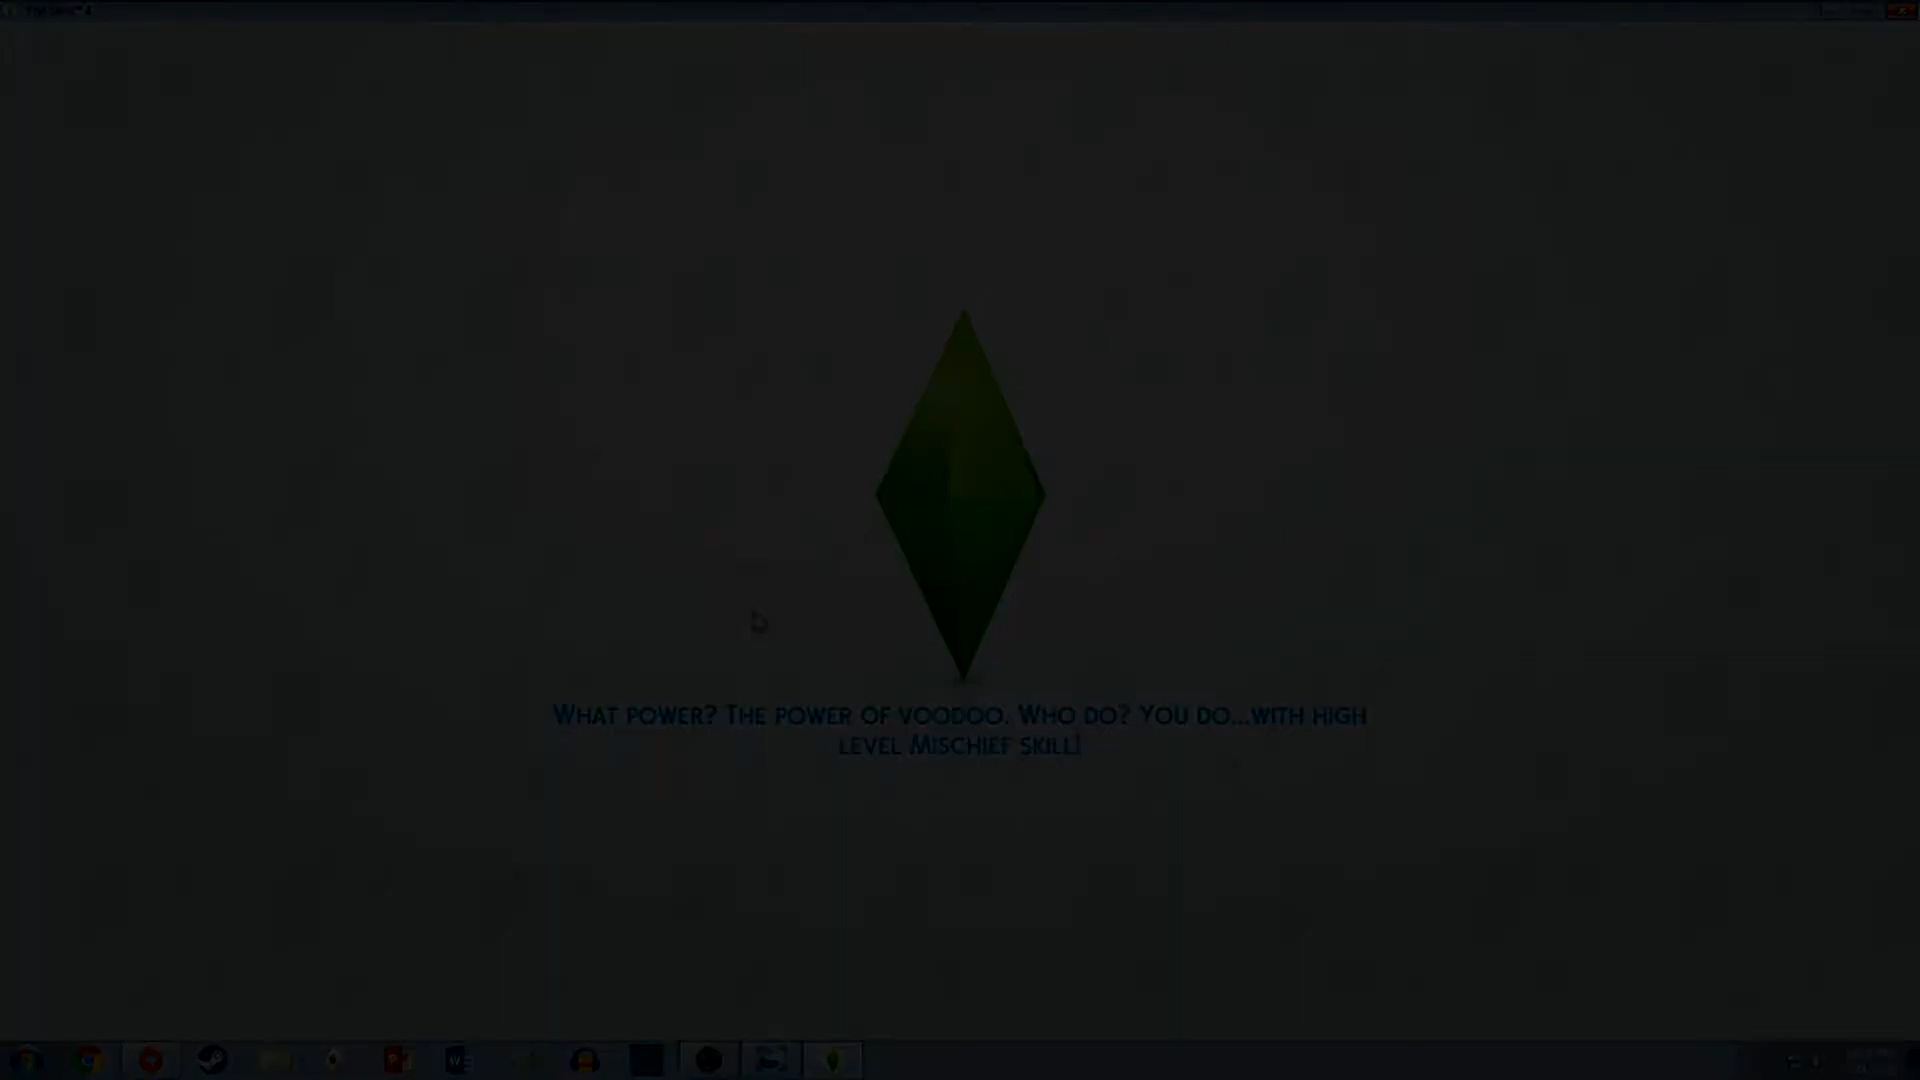 What power? The power of voodoo. Who do? You do...with high
level Mischief skill!